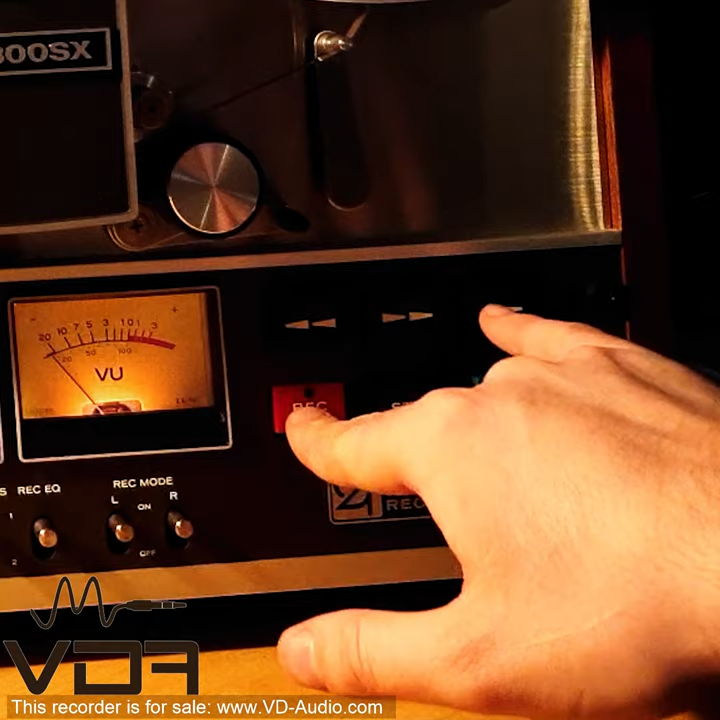 300SX
- +
20 10 7 5 3 1 0 1 3
20 50 100
VU
REC
REC EQ
REC MODE
L ON R
1
2
OFF
REC
VDA
This recorder is for sale: www.VD-Audio.com